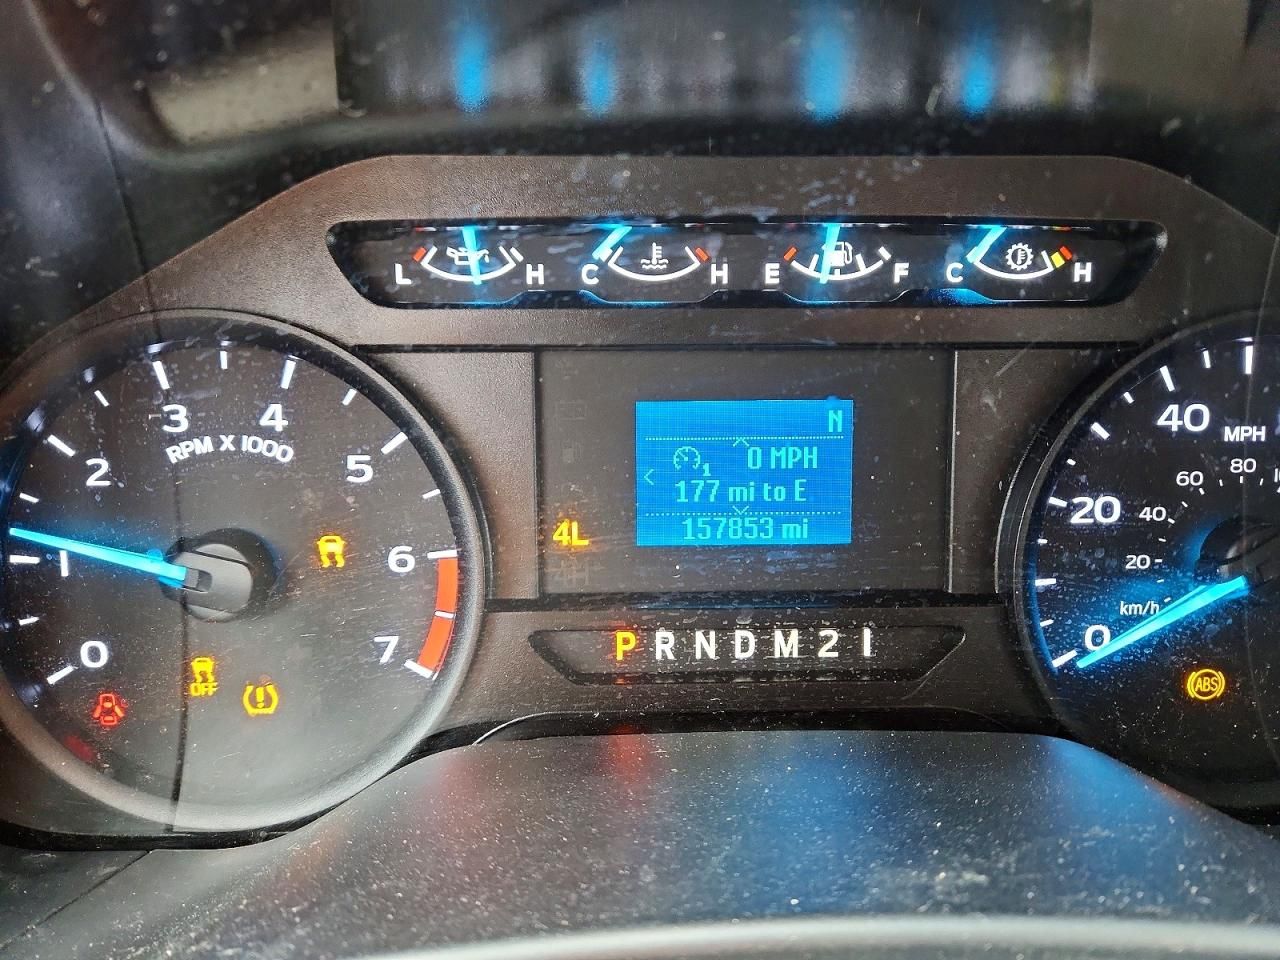 L H C H E F C H
0 1 2 3 4 5 6 7
RPM X 1000
OFF
4L
N
1 0 MPH
177 mi to E
157853 mi
P R N D M 2 1
0 20 40
MPH
20 40 60 80
km/h
ABS